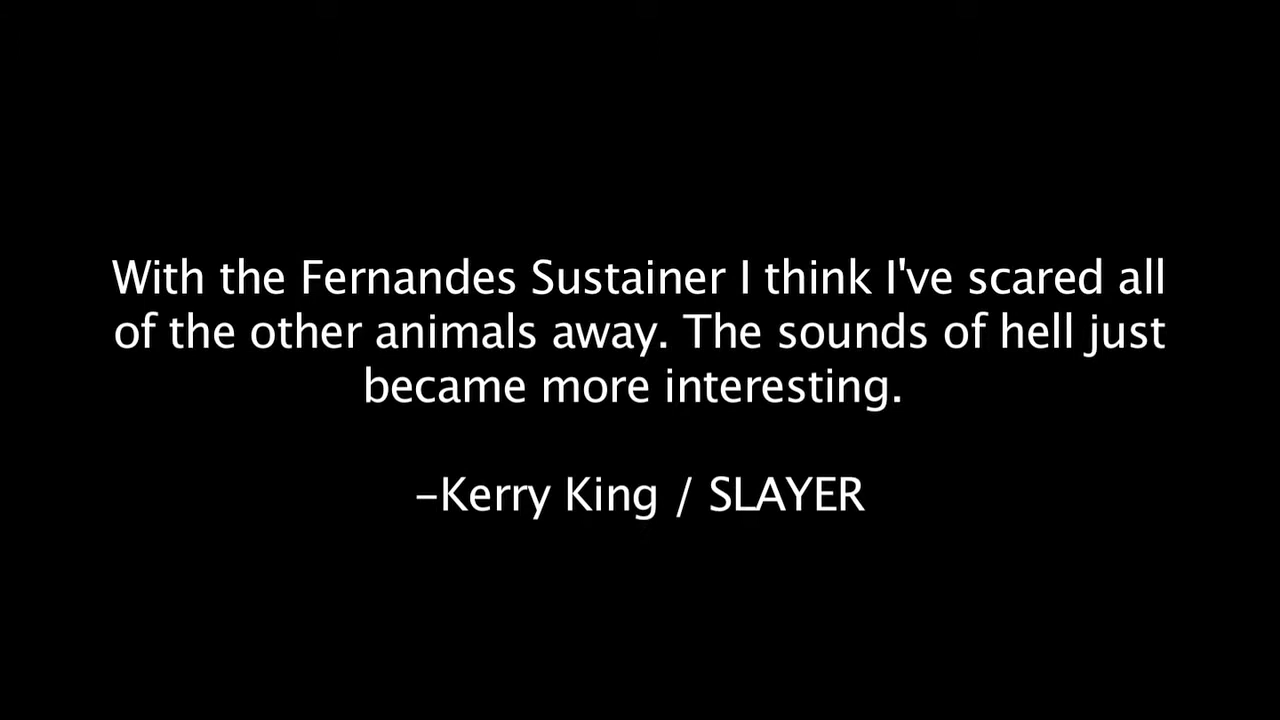 With the Fernandes Sustainer I think I've scared all
of the other animals away. The sounds of hell just
became more interesting.
–Kerry King / SLAYER